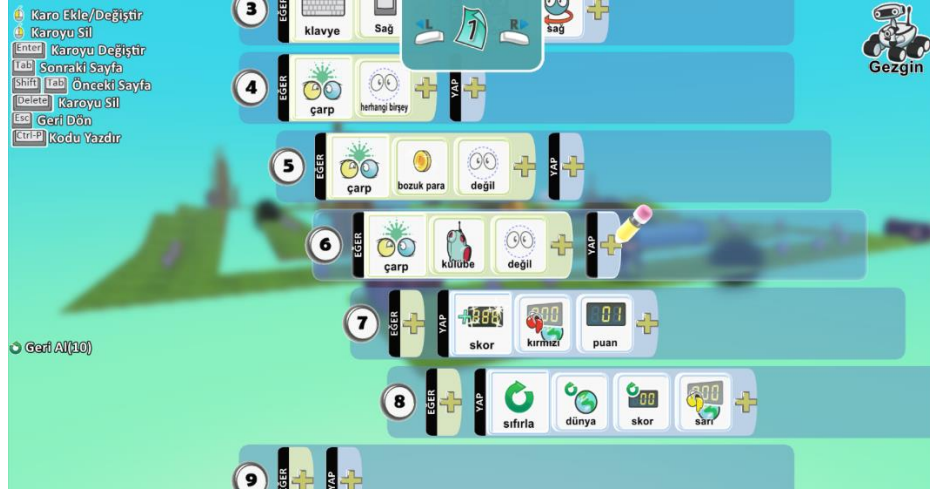 Karo Ekle/Değiştir
Karoyu Sil
Enter Karoyu Değiştir
Tab Sonraki Sayfa
Shift Tab Önceki Sayfa
Delete Karoyu Sil
Esc Geri Dön
Ctrl-P Kodu Yazdır
Geri Al(10)
L 1 R
Gezgin
3 EĞER klavye Sağ sağ
4 EĞER çarp herhangi birşey YAP
5 EĞER çarp bozuk para değil YAP
6 EĞER çarp kulübe değil YAP
7 EĞER YAP skor kırmızı 01 puan
8 EĞER YAP sıfırla dünya 00 skor sarı
9 EĞER YAP